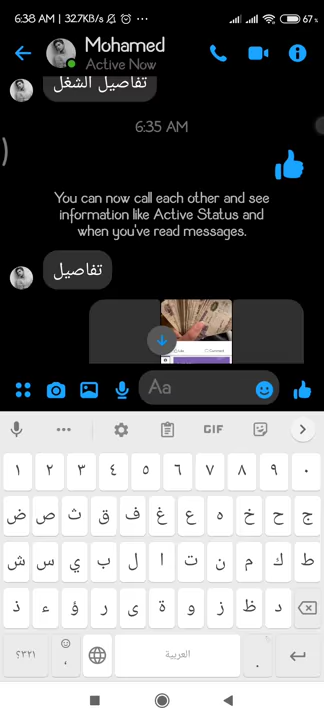 6:38 AM | 32.7KB/s
67%
Mohamed
Active Now
تفاصيل الشغل
6:35 AM
You can now call each other and see
information like Active Status and
when you've read messages.
تفاصيل
Aa
GIF
١ ٢ ٣ ٤ ٥ ٦ ٧ ٨ ٩ ٠
ض ص ث ق ف غ ع ه خ ح ج
ش س ي ب ل ا ت ن م ك ط
ذ ء ؤ ر ى ة و ز ظ د
؟٣٢١
،
العربية
.